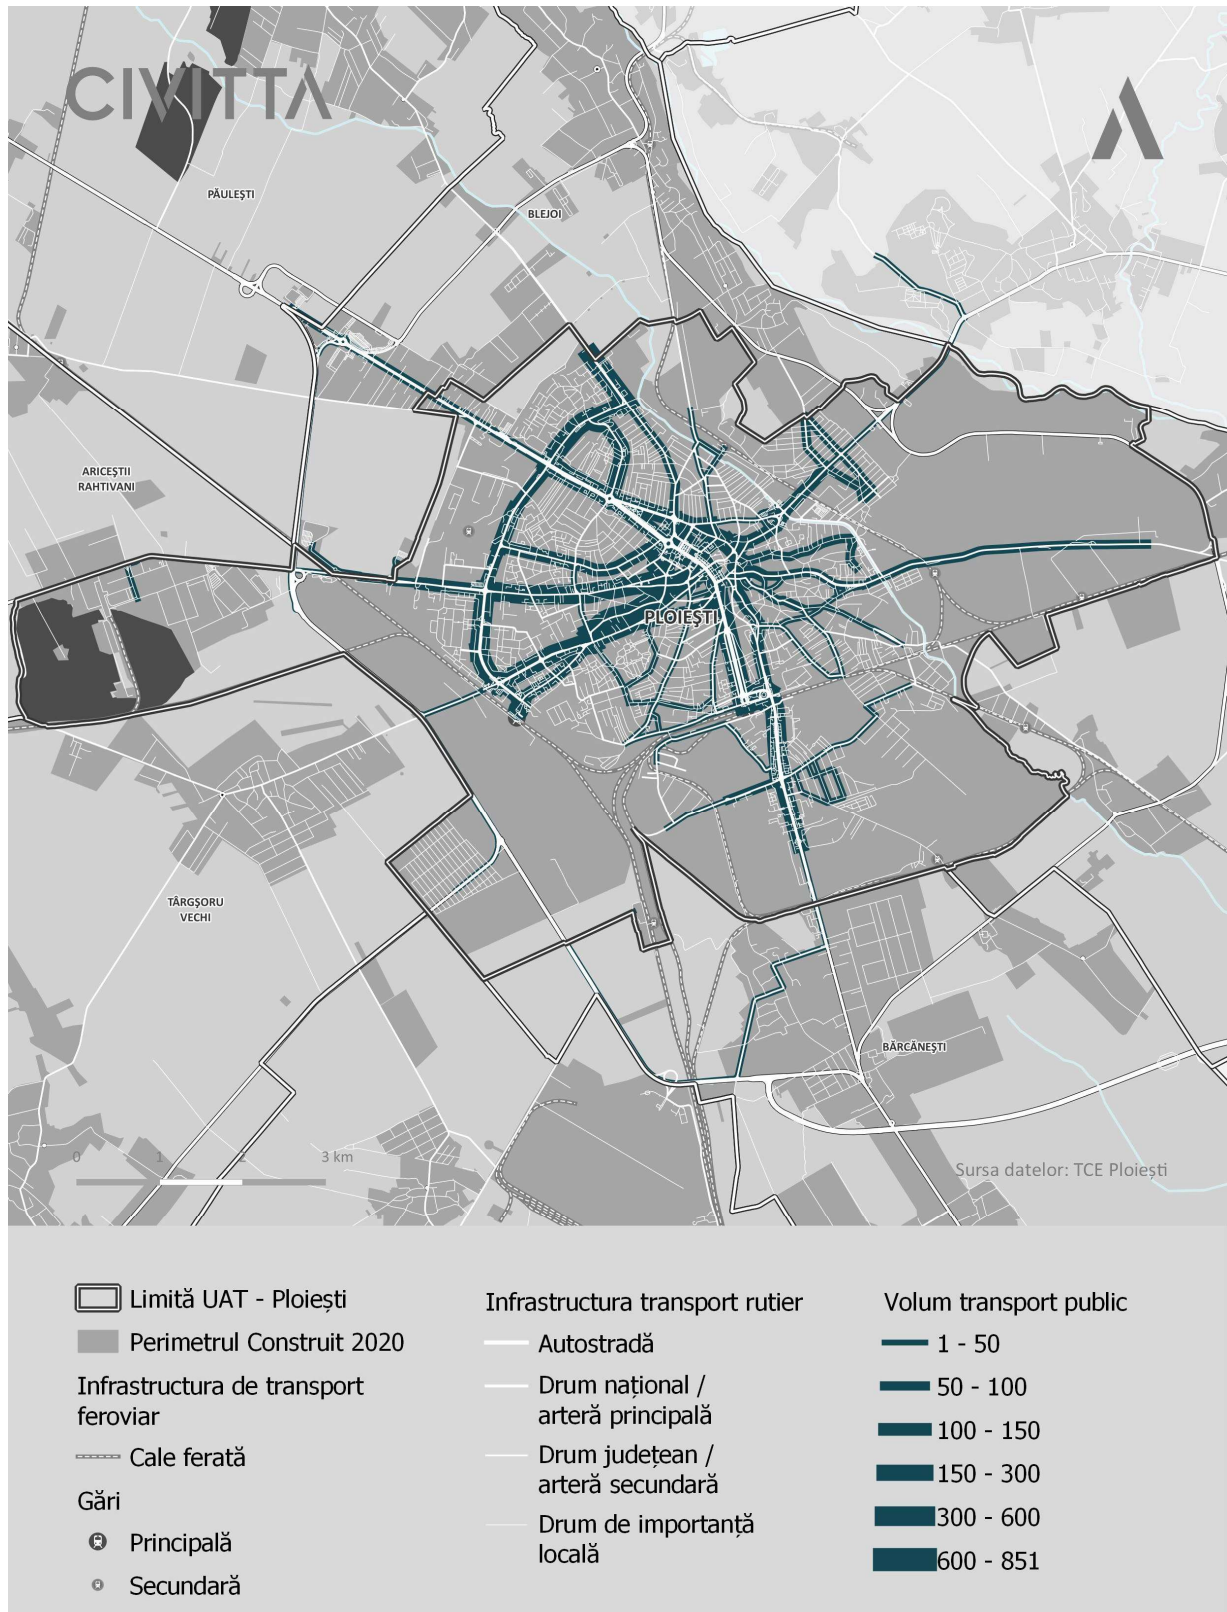 CIVITTA
PĂULEȘTI
BLEJOI
ARICEȘTII
RAHTIVANI
PLOIEȘTI
TÂRGȘORU
VECHI
BĂRCĂNEȘTI
0 1 2 3 km
Sursa datelor: TCE Ploiești
Limită UAT - Ploiești
Perimetrul Construit 2020
Infrastructura de transport
feroviar
Cale ferată
Gări
Principală
Secundară
Infrastructura transport rutier
Autostradă
Drum național /
arteră principală
Drum județean /
arteră secundară
Drum de importanță
locală
Volum transport public
1 - 50
50 - 100
100 - 150
150 - 300
300 - 600
600 - 851